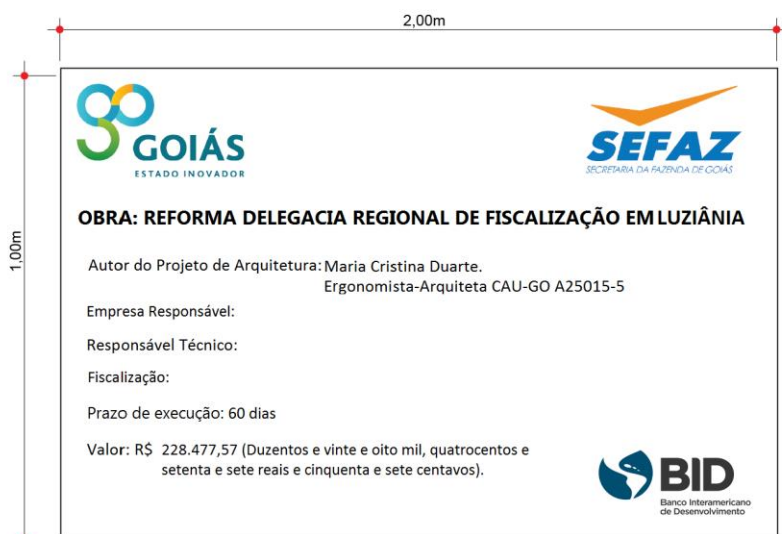 2,00m
1,00m
GOIÁS
ESTADO INOVADOR
SEFAZ
SECRETARIA DA FAZENDA DE GOIÁS
OBRA: REFORMA DELEGACIA REGIONAL DE FISCALIZAÇÃO EM LUZIÂNIA
Autor do Projeto de Arquitetura: Maria Cristina Duarte.
Ergonomista-Arquiteta CAU-GO A25015-5
Empresa Responsável:
Responsável Técnico:
Fiscalização:
Prazo de execução: 60 dias
Valor: R$ 228.477,57 (Duzentos e vinte e oito mil, quatrocentos e
setenta e sete reais e cinquenta e sete centavos).
BID
Banco Interamericano
de Desenvolvimento